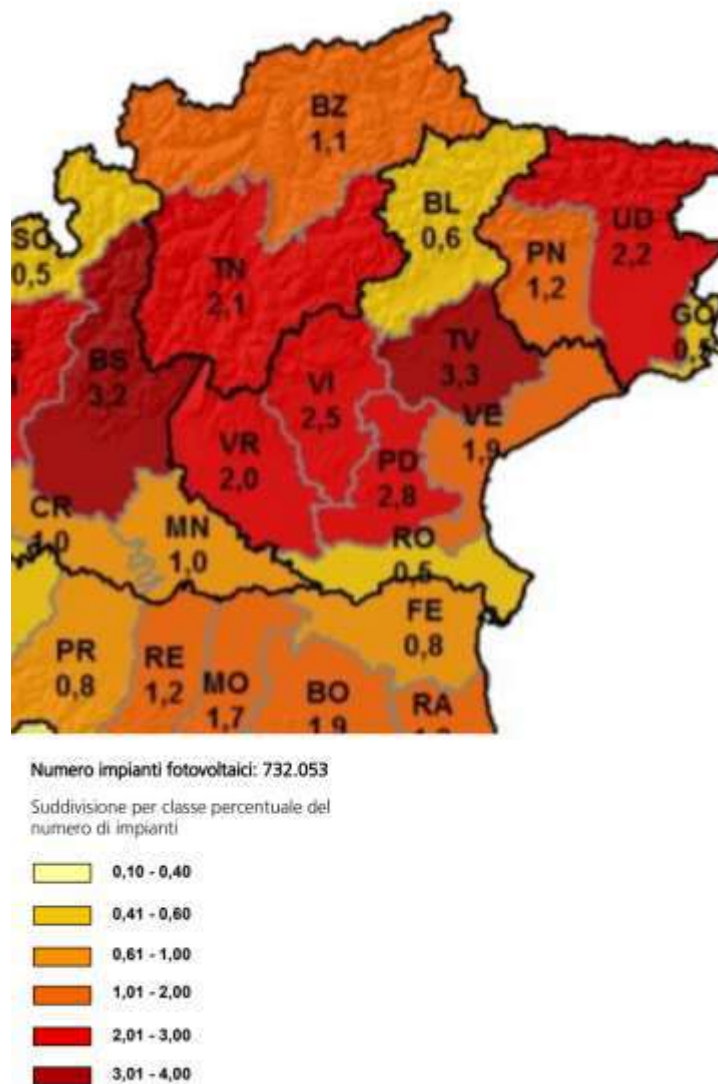 BZ
1,1
BL
0,6
UD
2,2
PN
1,2
SO
0,5
TN
2,1
GO
BS
3,2
VI
2,5
TV
3,3
VE
1,9
VR
2,0
PD
2,8
CR
1,0
MN
1,0
RO
0,5
FE
0,8
PR
0,8
RE
1,2
MO
1,7
BO
1,9
RA
Numero impianti fotovoltaici: 732.053
Suddivisione per classe percentuale del
numero di impianti
0,10 - 0,40
0,41 - 0,60
0,61 - 1,00
1,01 - 2,00
2,01 - 3,00
3,01 - 4,00